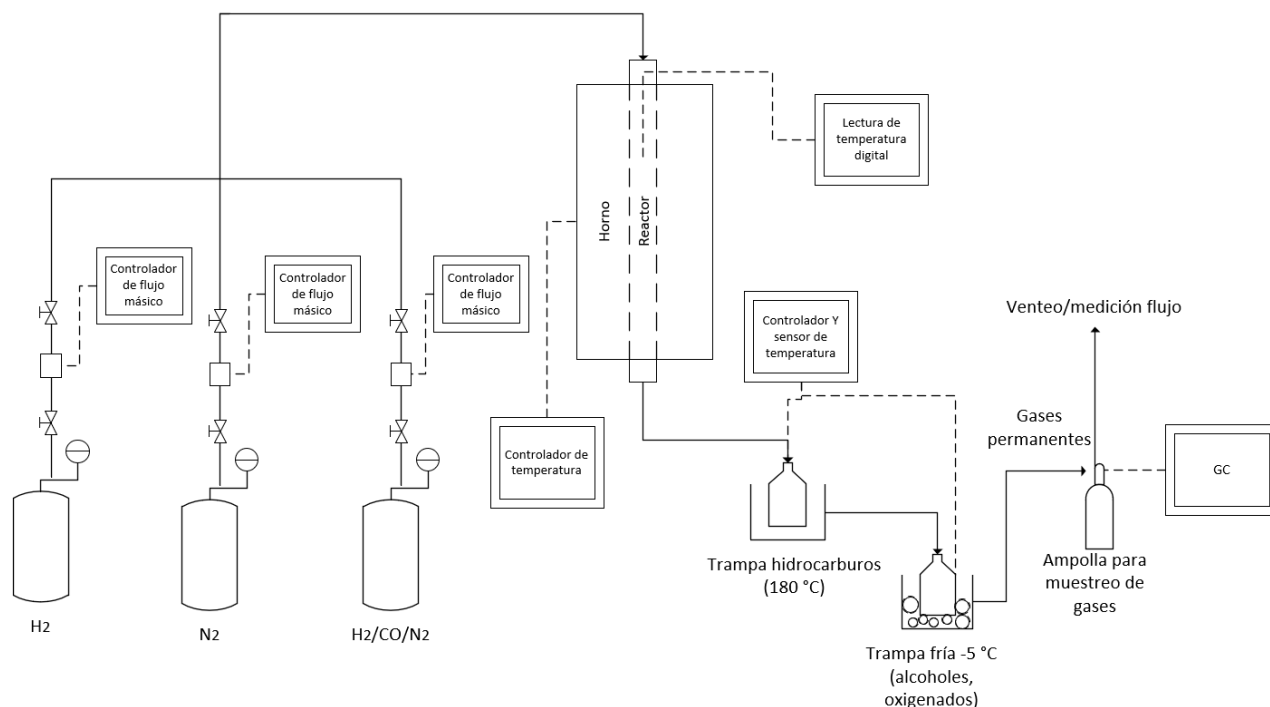 Lectura de
temperatura
digital
Horno
Reactor
Controlador
de flujo
másico
Controlador
de flujo
másico
Controlador
de flujo
másico
Controlador Y
sensor de
temperatura
Venteo/medición flujo
Controlador de
temperatura
Gases
permanentes
GC
Trampa hidrocarburos
(180 °C)
Ampolla para
muestreo de
gases
H2
N2
H2/CO/N2
Trampa fría -5 °C
(alcoholes,
oxigenados)